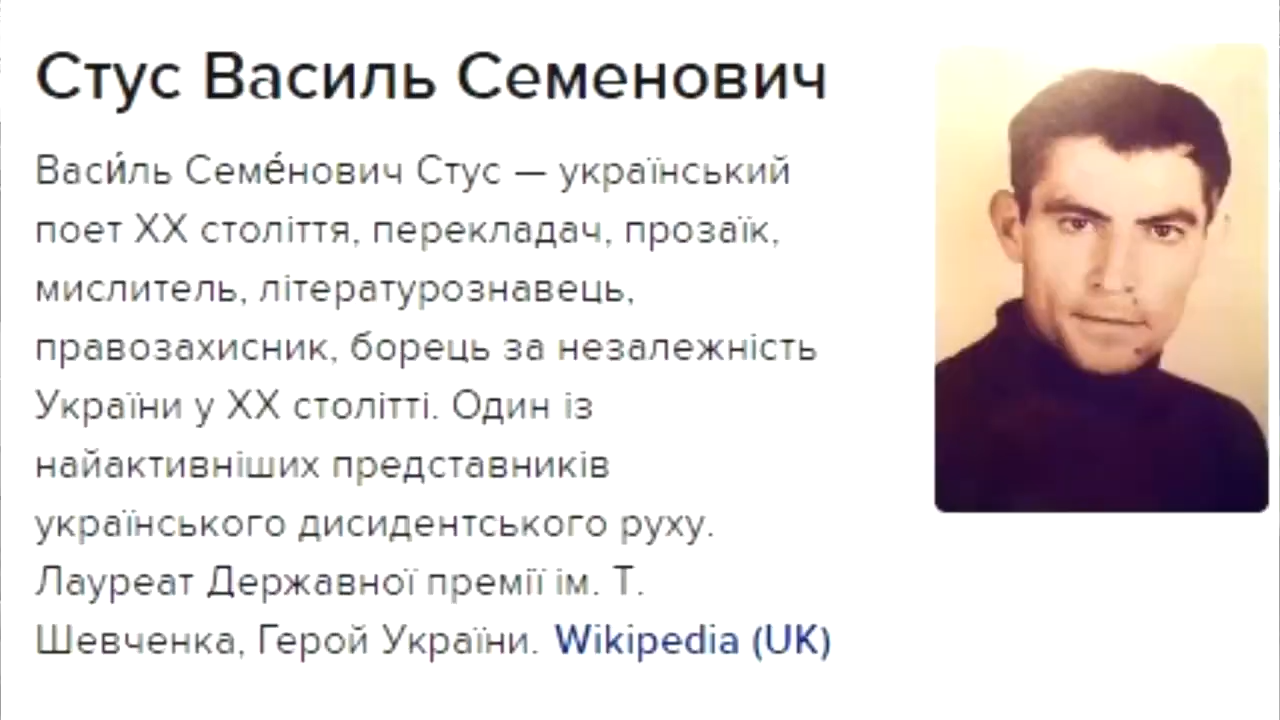 Стус Василь Семенович
Васи́ль Семе́нович Стус — український
поет XX століття, перекладач, прозаїк,
мислитель, літературознавець,
правозахисник, борець за незалежність
України у XX столітті. Один із
найактивніших представників
українського дисидентського руху.
Лауреат Державної премії ім. Т.
Шевченка, Герой України. Wikipedia (UK)